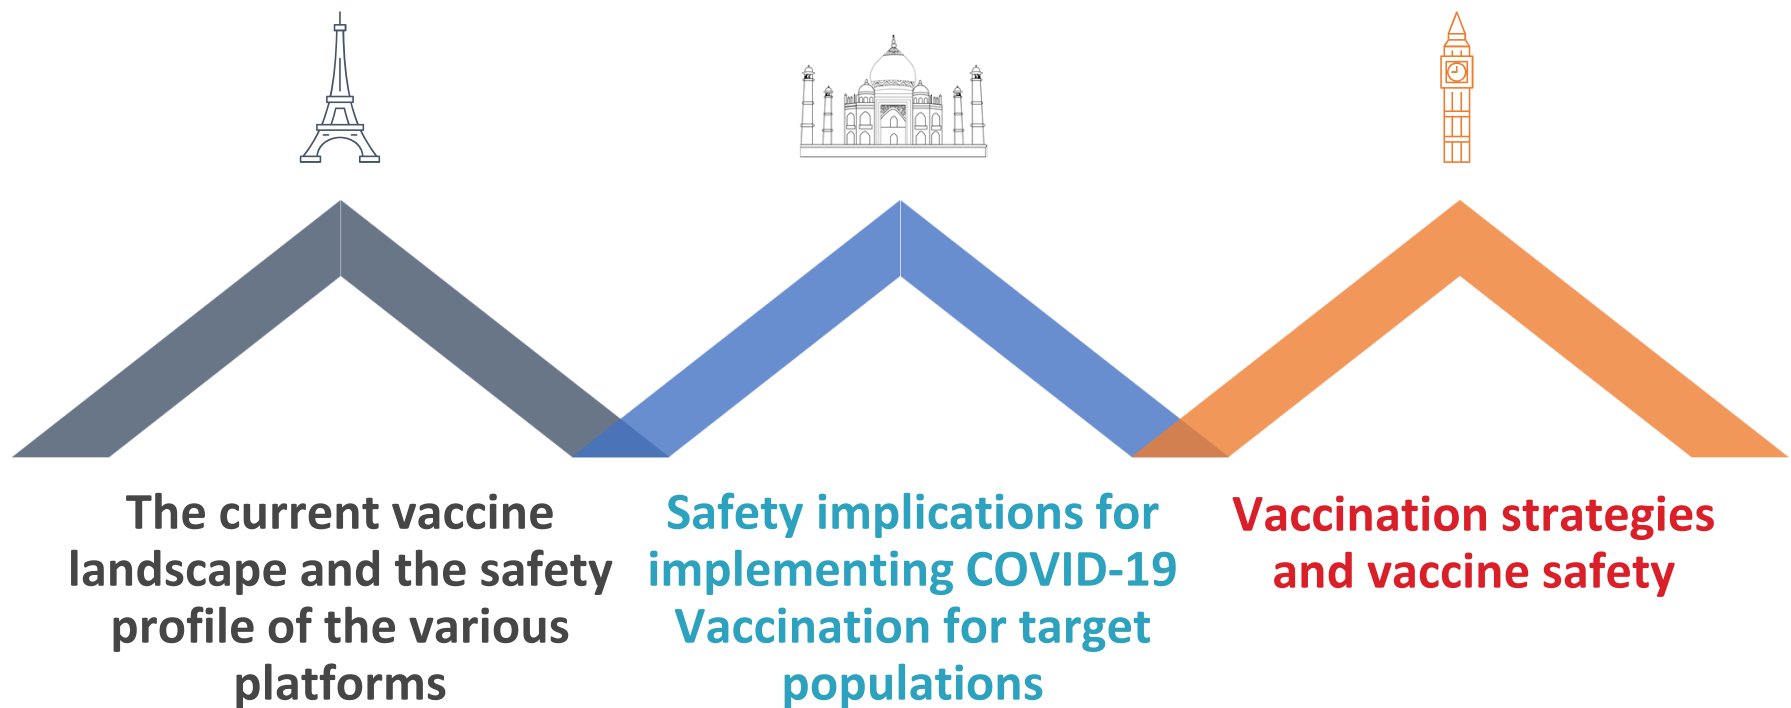 The current vaccine
landscape and the safety
profile of the various
platforms
Safety implications for
implementing COVID-19
Vaccination for target
populations
Vaccination strategies
and vaccine safety